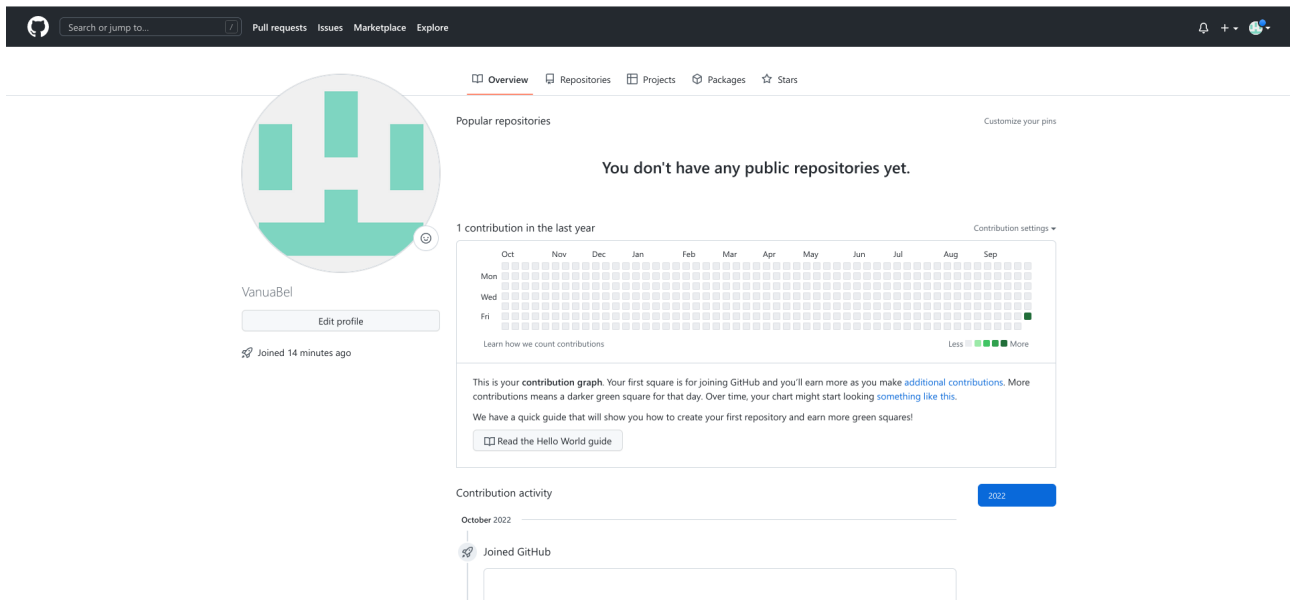 Search or jump to... /
Pull requests Issues Marketplace Explore
Overview Repositories Projects Packages Stars
Popular repositories
Customize your pins
You don't have any public repositories yet.
1 contribution in the last year
Contribution settings
Oct Nov Dec Jan Feb Mar Apr May Jun Jul Aug Sep
Mon
Wed
Fri
Learn how we count contributions
Less More
VanuaBel
Edit profile
Joined 14 minutes ago
This is your contribution graph. Your first square is for joining GitHub and you'll earn more as you make additional contributions. More
contributions means a darker green square for that day. Over time, your chart might start looking something like this.
We have a quick guide that will show you how to create your first repository and earn more green squares!
Read the Hello World guide
Contribution activity
2022
October 2022
Joined GitHub